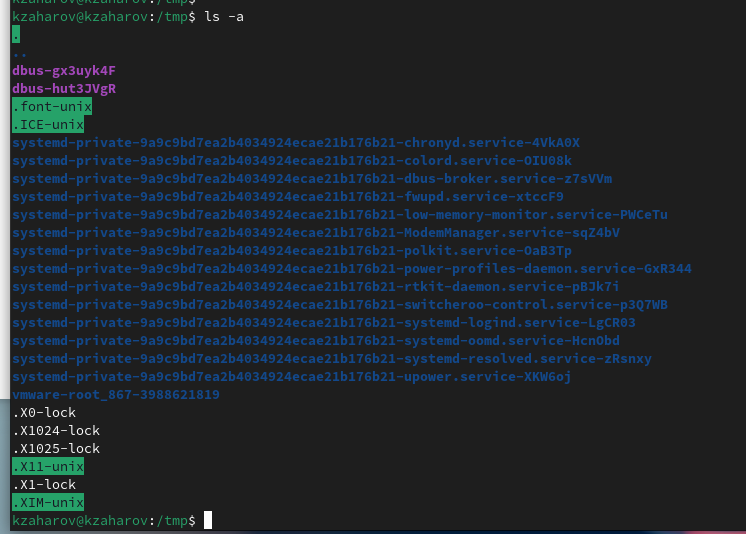 kzaharov@kzaharov:/tmp$
kzaharov@kzaharov:/tmp$ ls -a
.
..
dbus-gx3uyk4F
dbus-hut3JVgR
.font-unix
.ICE-unix
systemd-private-9a9c9bd7ea2b4034924ecae21b176b21-chronyd.service-4VkA0X
systemd-private-9a9c9bd7ea2b4034924ecae21b176b21-colord.service-OIU08k
systemd-private-9a9c9bd7ea2b4034924ecae21b176b21-dbus-broker.service-z7sVVm
systemd-private-9a9c9bd7ea2b4034924ecae21b176b21-fwupd.service-xtccF9
systemd-private-9a9c9bd7ea2b4034924ecae21b176b21-low-memory-monitor.service-PWCeTu
systemd-private-9a9c9bd7ea2b4034924ecae21b176b21-ModemManager.service-sqZ4bV
systemd-private-9a9c9bd7ea2b4034924ecae21b176b21-polkit.service-OaB3Tp
systemd-private-9a9c9bd7ea2b4034924ecae21b176b21-power-profiles-daemon.service-GxR344
systemd-private-9a9c9bd7ea2b4034924ecae21b176b21-rtkit-daemon.service-pBJk7i
systemd-private-9a9c9bd7ea2b4034924ecae21b176b21-switcheroo-control.service-p3Q7WB
systemd-private-9a9c9bd7ea2b4034924ecae21b176b21-systemd-logind.service-LgCR03
systemd-private-9a9c9bd7ea2b4034924ecae21b176b21-systemd-oomd.service-HcnObd
systemd-private-9a9c9bd7ea2b4034924ecae21b176b21-systemd-resolved.service-zRsnxy
systemd-private-9a9c9bd7ea2b4034924ecae21b176b21-upower.service-XKW6oj
vmware-root_867-3988621819
.X0-lock
.X1024-lock
.X1025-lock
.X11-unix
.X1-lock
.XIM-unix
kzaharov@kzaharov:/tmp$